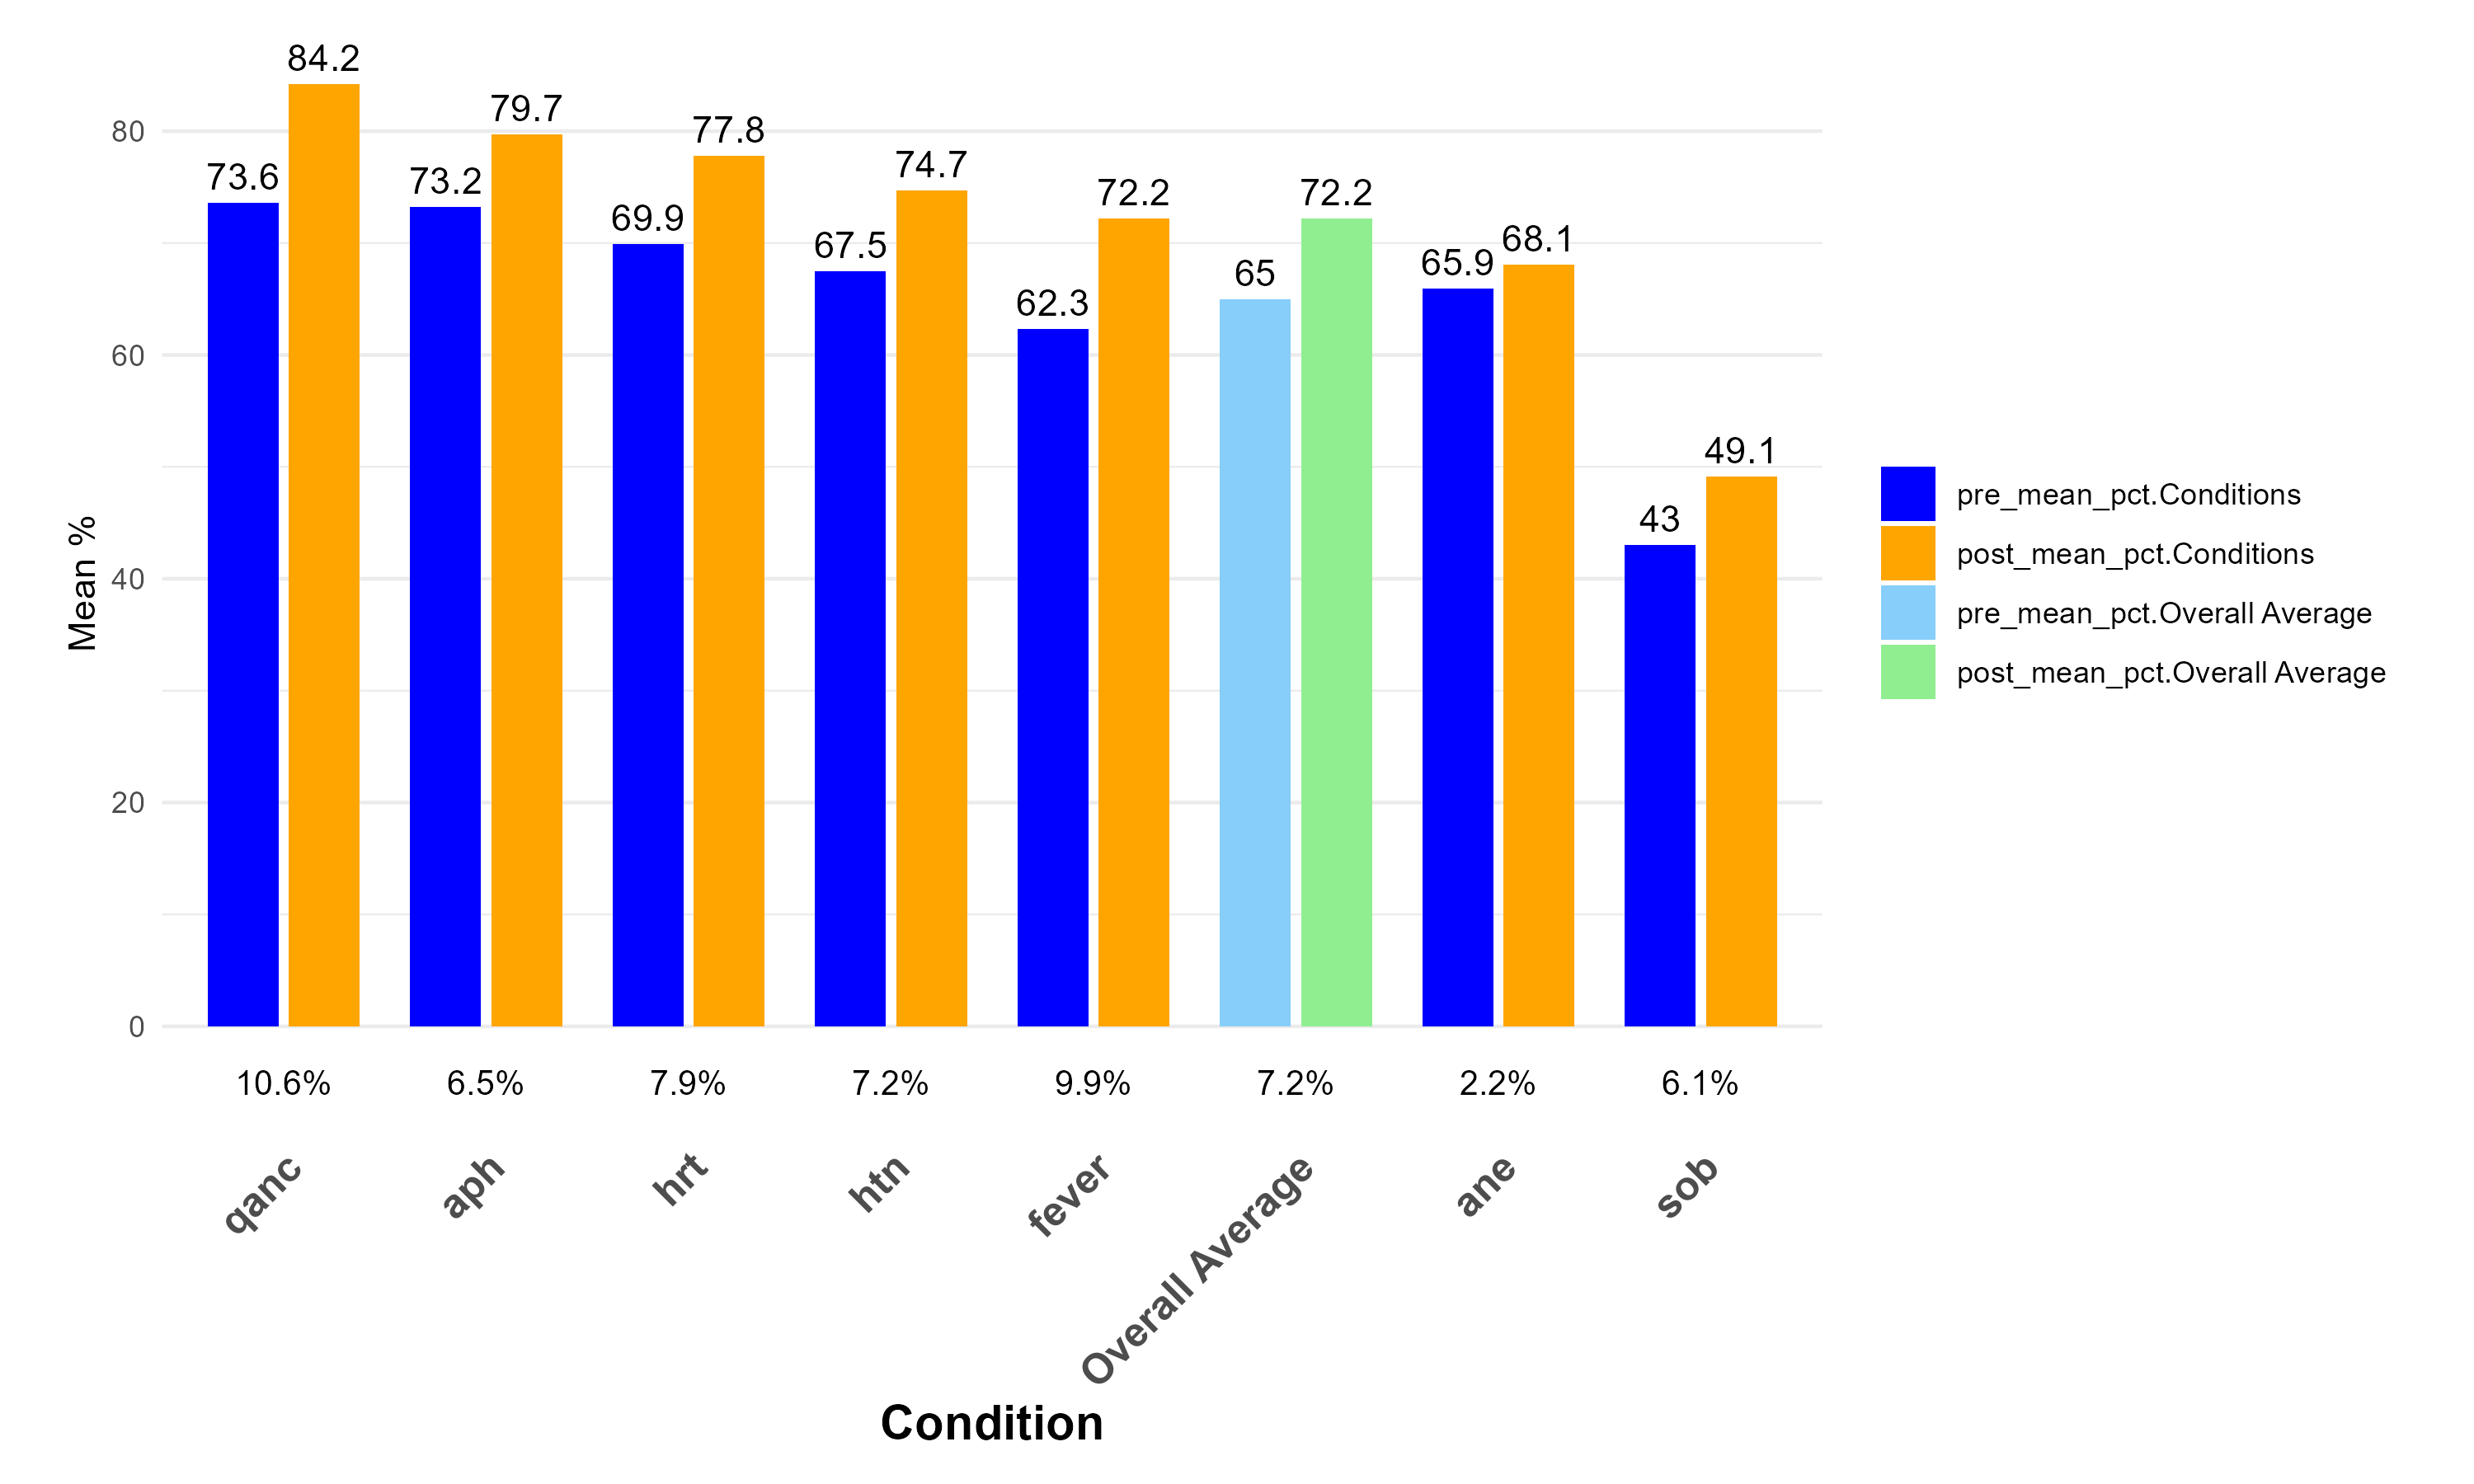 84.2
79.7
77.8
80
73.6
73.2
74.7
72.2
72.2
69.9
67.5
68.1
65.9
65
62.3
60
49.1
43
pre_mean_pct.Conditions
post_mean_pct.Conditions
pre_mean_pct.Overall Average
post_mean_pct.Overall Average
Mean %
40
20
0
10.6% 6.5% 7.9% 7.2% 9.9% 7.2% 2.2% 6.1%
qanc aph hrt htn fever Overall Average ane sob
Condition